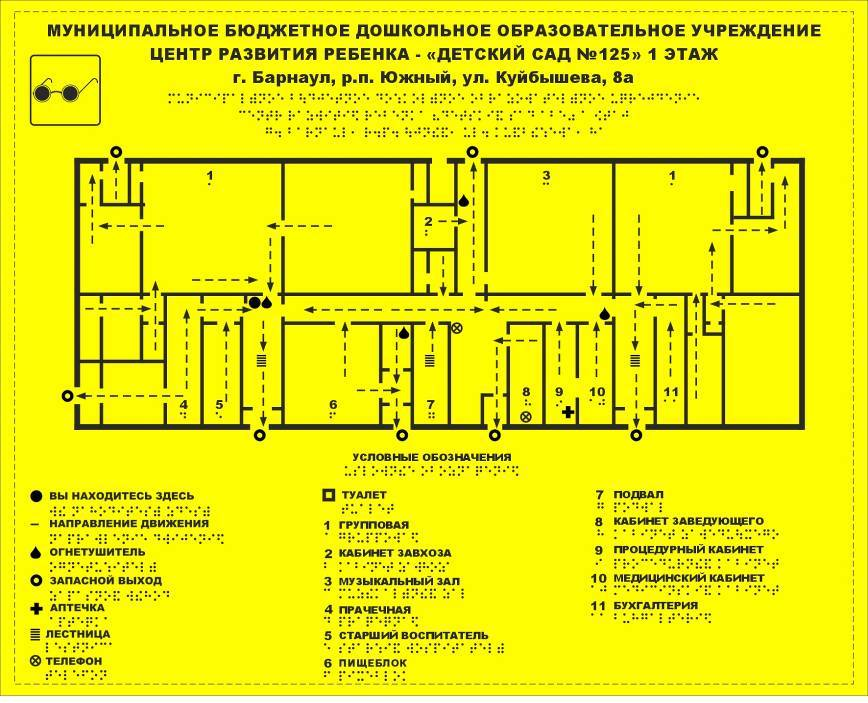 МУНИЦИПАЛЬНОЕ БЮДЖЕТНОЕ ДОШКОЛЬНОЕ ОБРАЗОВАТЕЛЬНОЕ УЧРЕЖДЕНИЕ
ЦЕНТР РАЗВИТИЯ РЕБЕНКА - «ДЕТСКИЙ САД №125» 1 ЭТАЖ
г. Барнаул, р.п. Южный, ул. Куйбышева, 8а
1
2
3
1
4
5
6
7
8
9
10
11
УСЛОВНЫЕ ОБОЗНАЧЕНИЯ
ВЫ НАХОДИТЕСЬ ЗДЕСЬ
НАПРАВЛЕНИЕ ДВИЖЕНИЯ
ОГНЕТУШИТЕЛЬ
ЗАПАСНОЙ ВЫХОД
АПТЕЧКА
ЛЕСТНИЦА
ТЕЛЕФОН
ТУАЛЕТ
1 ГРУППОВАЯ
2 КАБИНЕТ ЗАВХОЗА
3 МУЗЫКАЛЬНЫЙ ЗАЛ
4 ПРАЧЕЧНАЯ
5 СТАРШИЙ ВОСПИТАТЕЛЬ
6 ПИЩЕБЛОК
7 ПОДВАЛ
8 КАБИНЕТ ЗАВЕДУЮЩЕГО
9 ПРОЦЕДУРНЫЙ КАБИНЕТ
10 МЕДИЦИНСКИЙ КАБИНЕТ
11 БУХГАЛТЕРИЯ